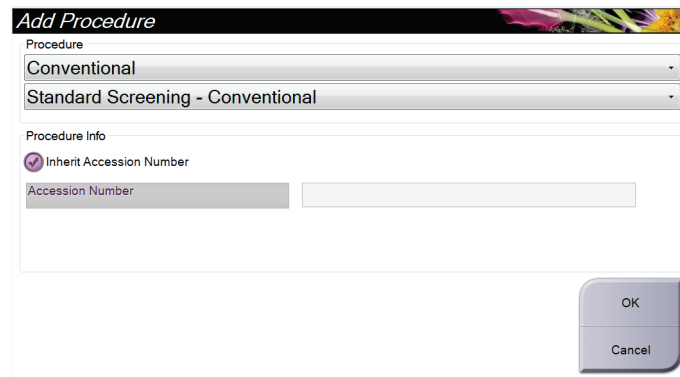 Add Procedure
Procedure
Conventional
Standard Screening - Conventional
Procedure Info
Inherit Accession Number
Accession Number
OK
Cancel